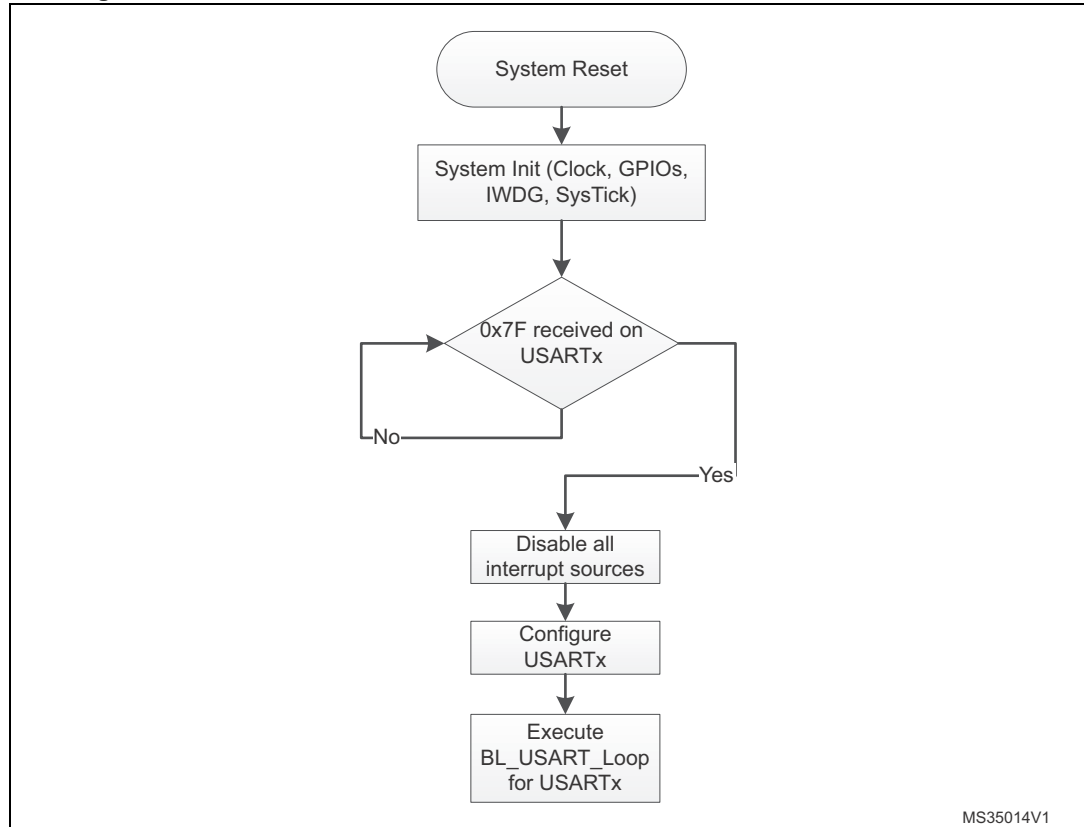 System Reset
System Init (Clock, GPIOs,
IWDG, SysTick)
0x7F received on
USARTx
No
Yes
Disable all
interrupt sources
Configure
USARTx
Execute
BL_USART_Loop
for USARTx
MS35014V1